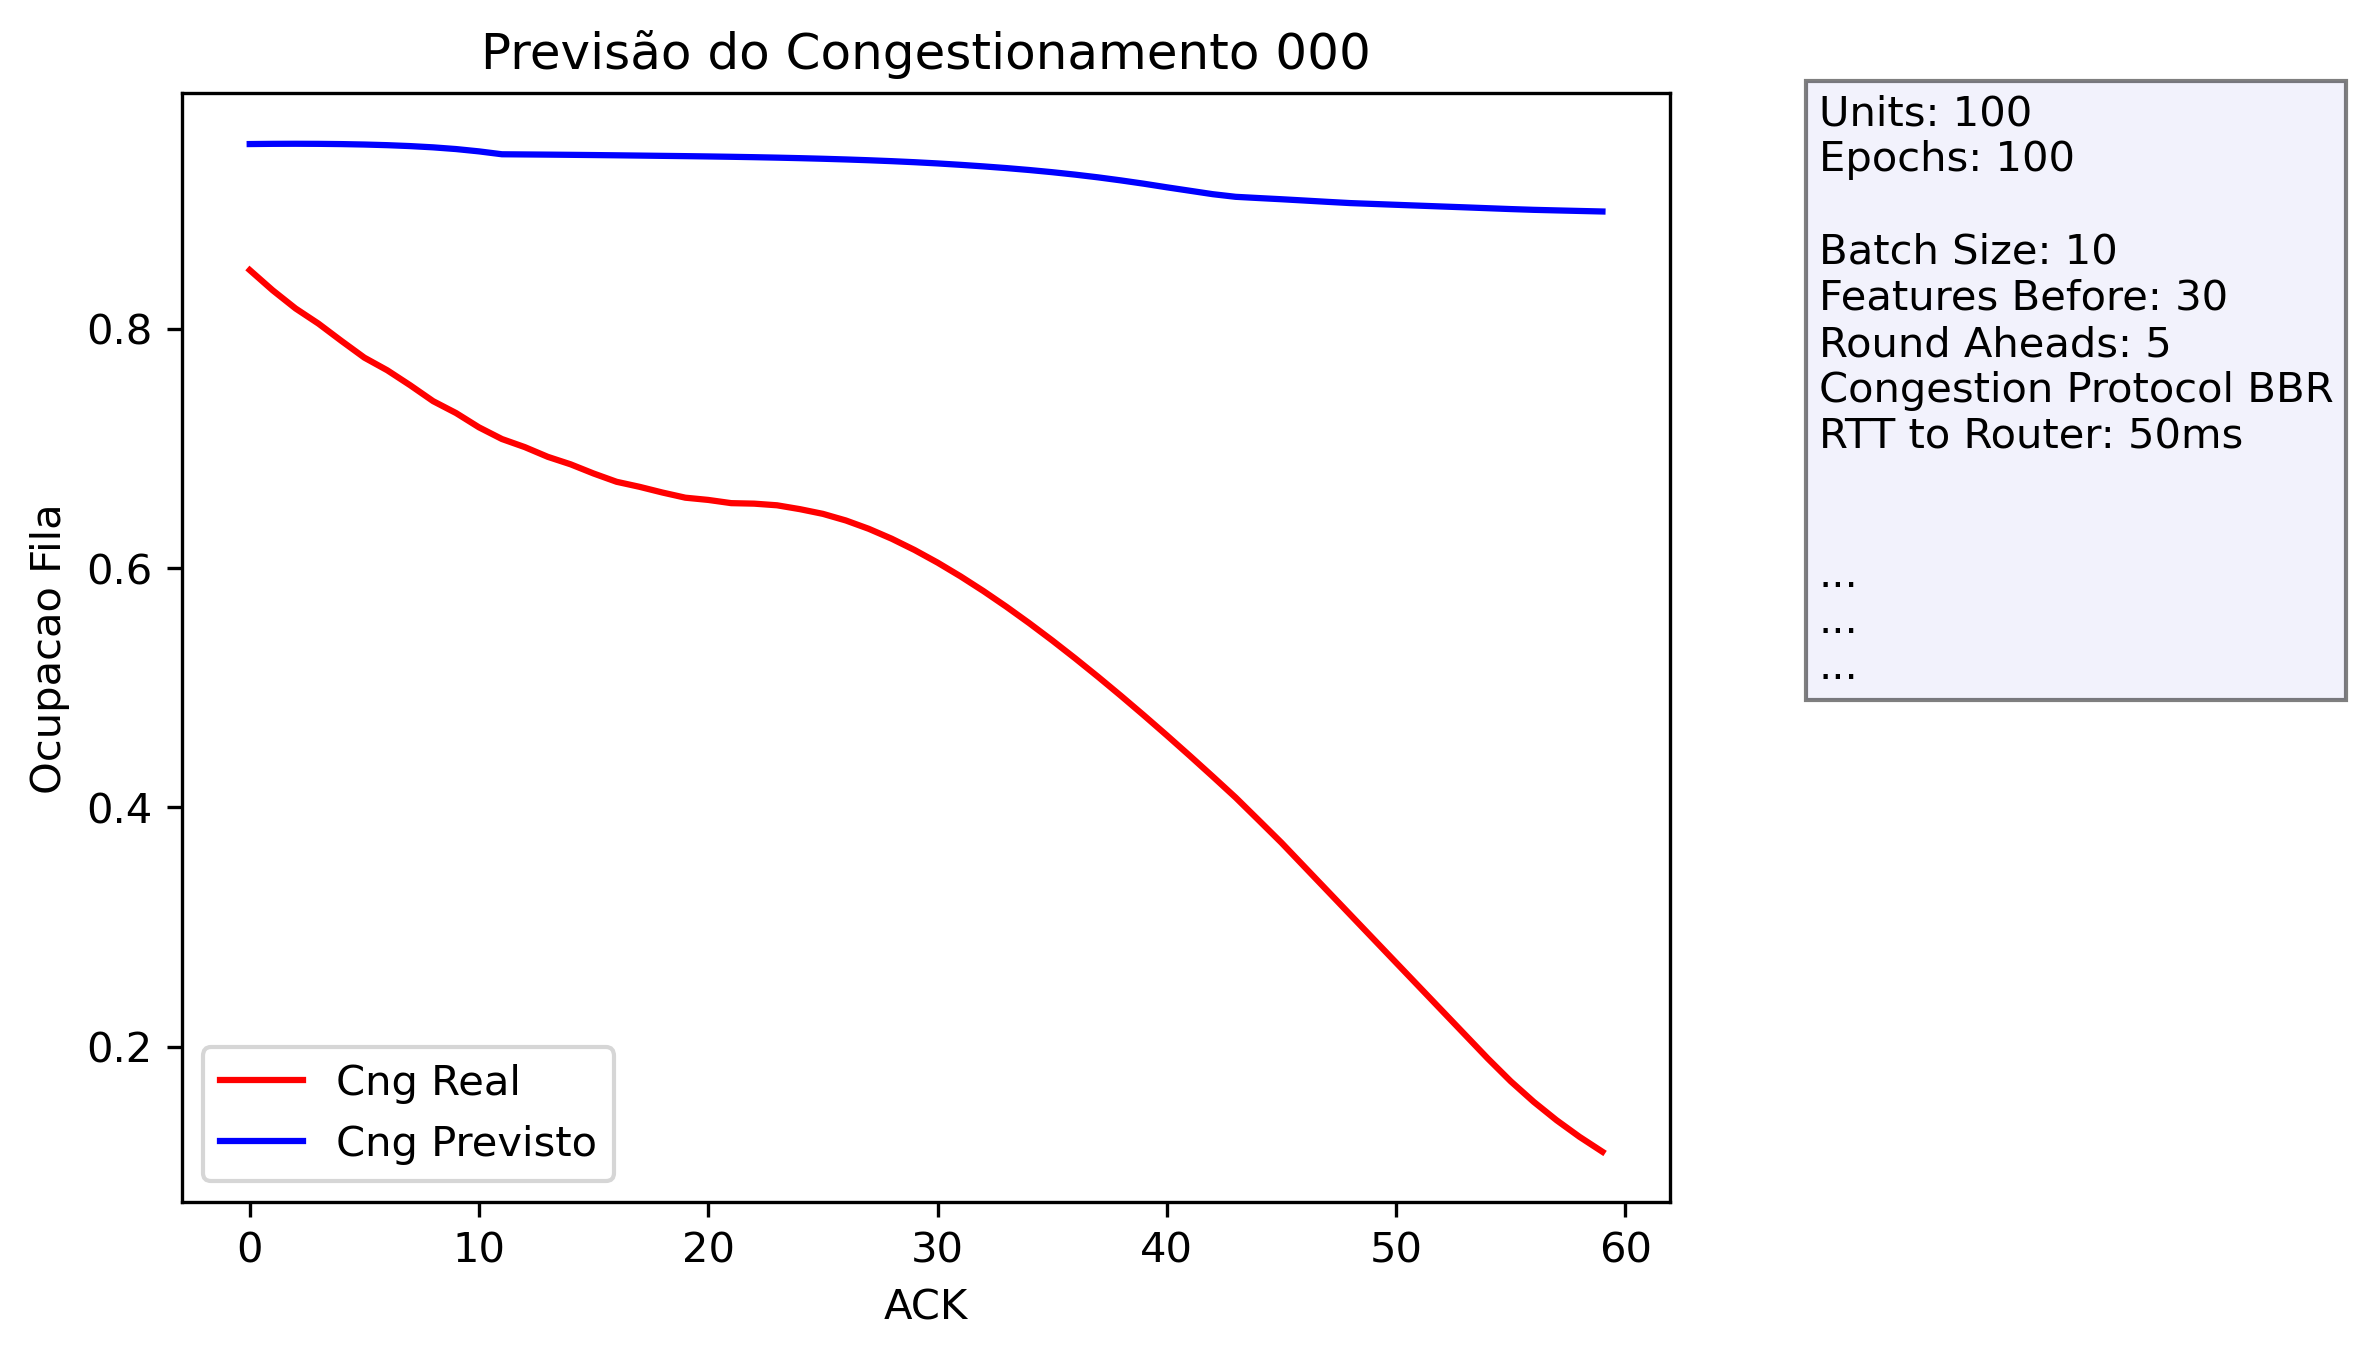 Previsão do Congestionamento 000
Ocupacao Fila
0.8
0.6
0.4
0.2
0 10 20 30 40 50 60
ACK
Cng Real
Cng Previsto
Units: 100
Epochs: 100
Batch Size: 10
Features Before: 30
Round Aheads: 5
Congestion Protocol BBR
RTT to Router: 50ms
...
...
...